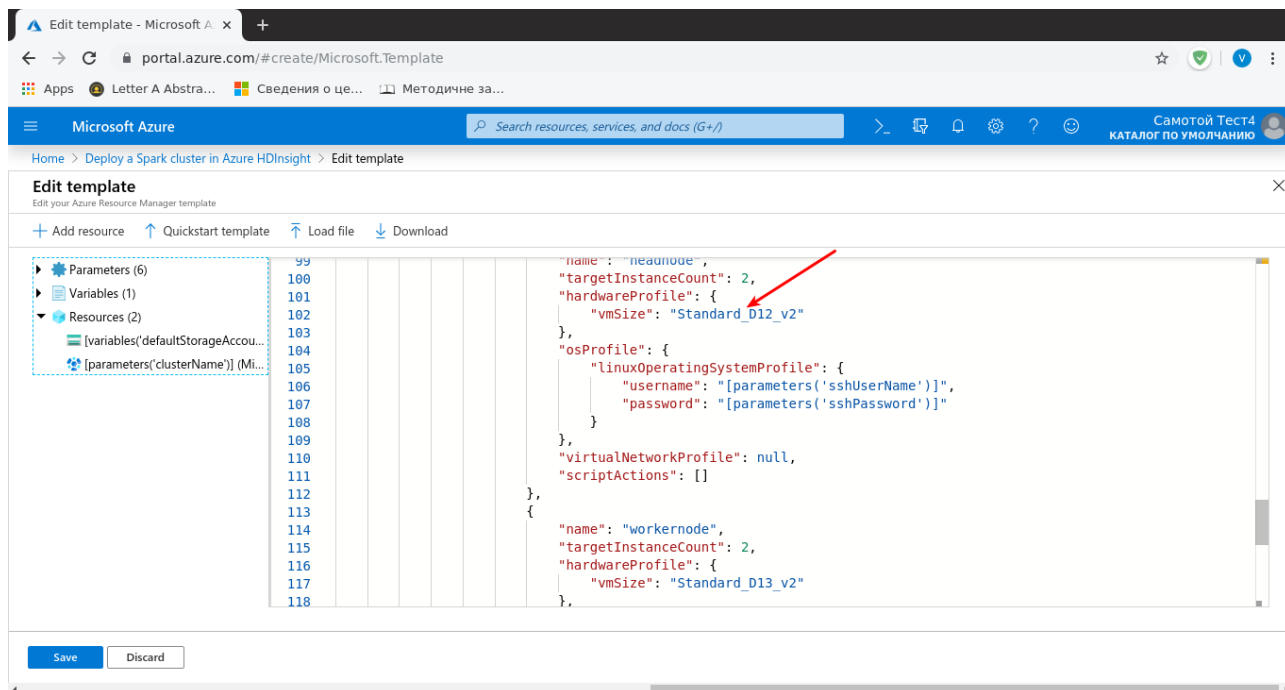 Edit template - Microsoft A
portal.azure.com/#create/Microsoft.Template
V
Apps Letter A Abstra... Сведения о це... Методичне за...
Microsoft Azure
Search resources, services, and docs (G+/)
Самотой Тест4
КАТАЛОГ ПО УМОЛЧАНИЮ
Home > Deploy a Spark cluster in Azure HDInsight > Edit template
Edit template
Edit your Azure Resource Manager template
Add resource Quickstart template Load file Download
Parameters (6)
Variables (1)
Resources (2)
[variables('defaultStorageAccou...
[parameters('clusterName')] (Mi...
99 "name": "headnode",
100 "targetInstanceCount": 2,
101 "hardwareProfile": {
102 "vmSize": "Standard_D12_v2"
103 },
104 "osProfile": {
105 "linuxOperatingSystemProfile": {
106 "username": "[parameters('sshUserName')]",
107 "password": "[parameters('sshPassword')]"
108 }
109 },
110 "virtualNetworkProfile": null,
111 "scriptActions": []
112 },
113 {
114 "name": "workernode",
115 "targetInstanceCount": 2,
116 "hardwareProfile": {
117 "vmSize": "Standard_D13_v2"
118 },
Save Discard